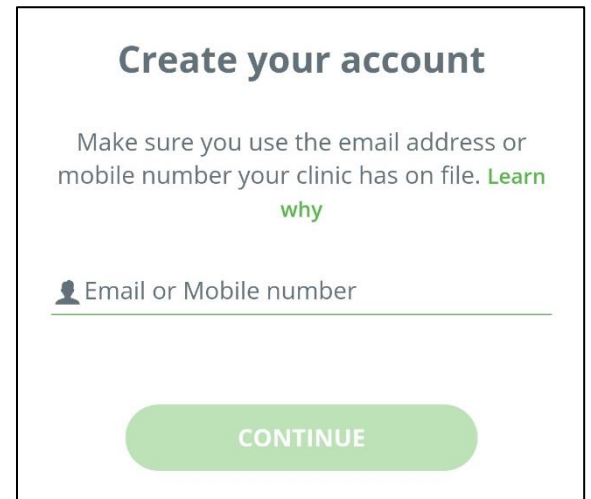 Create your account
Make sure you use the email address or
mobile number your clinic has on file. Learn
why
Email or Mobile number
CONTINUE